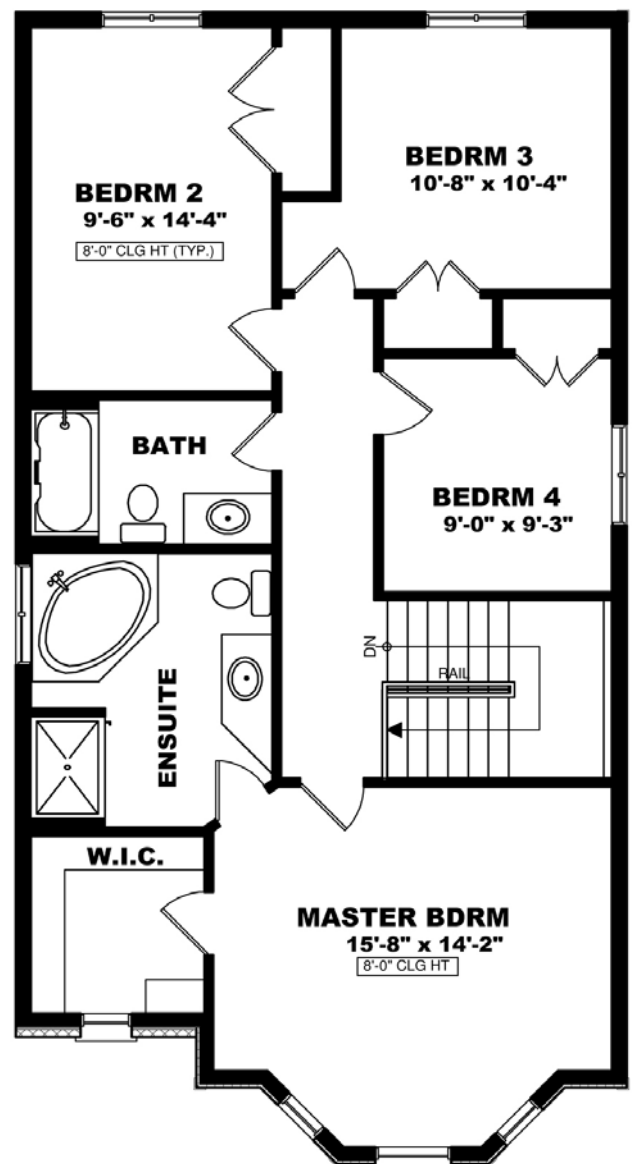 BEDRM 2
9'-6" x 14'-4"
8'-0" CLG HT (TYP.)
BEDRM 3
10'-8" x 10'-4"
BATH
BEDRM 4
9'-0" x 9'-3"
ENSUITE
DN
RAIL
W.I.C.
MASTER BDRM
15'-8" x 14'-2"
8'-0" CLG HT